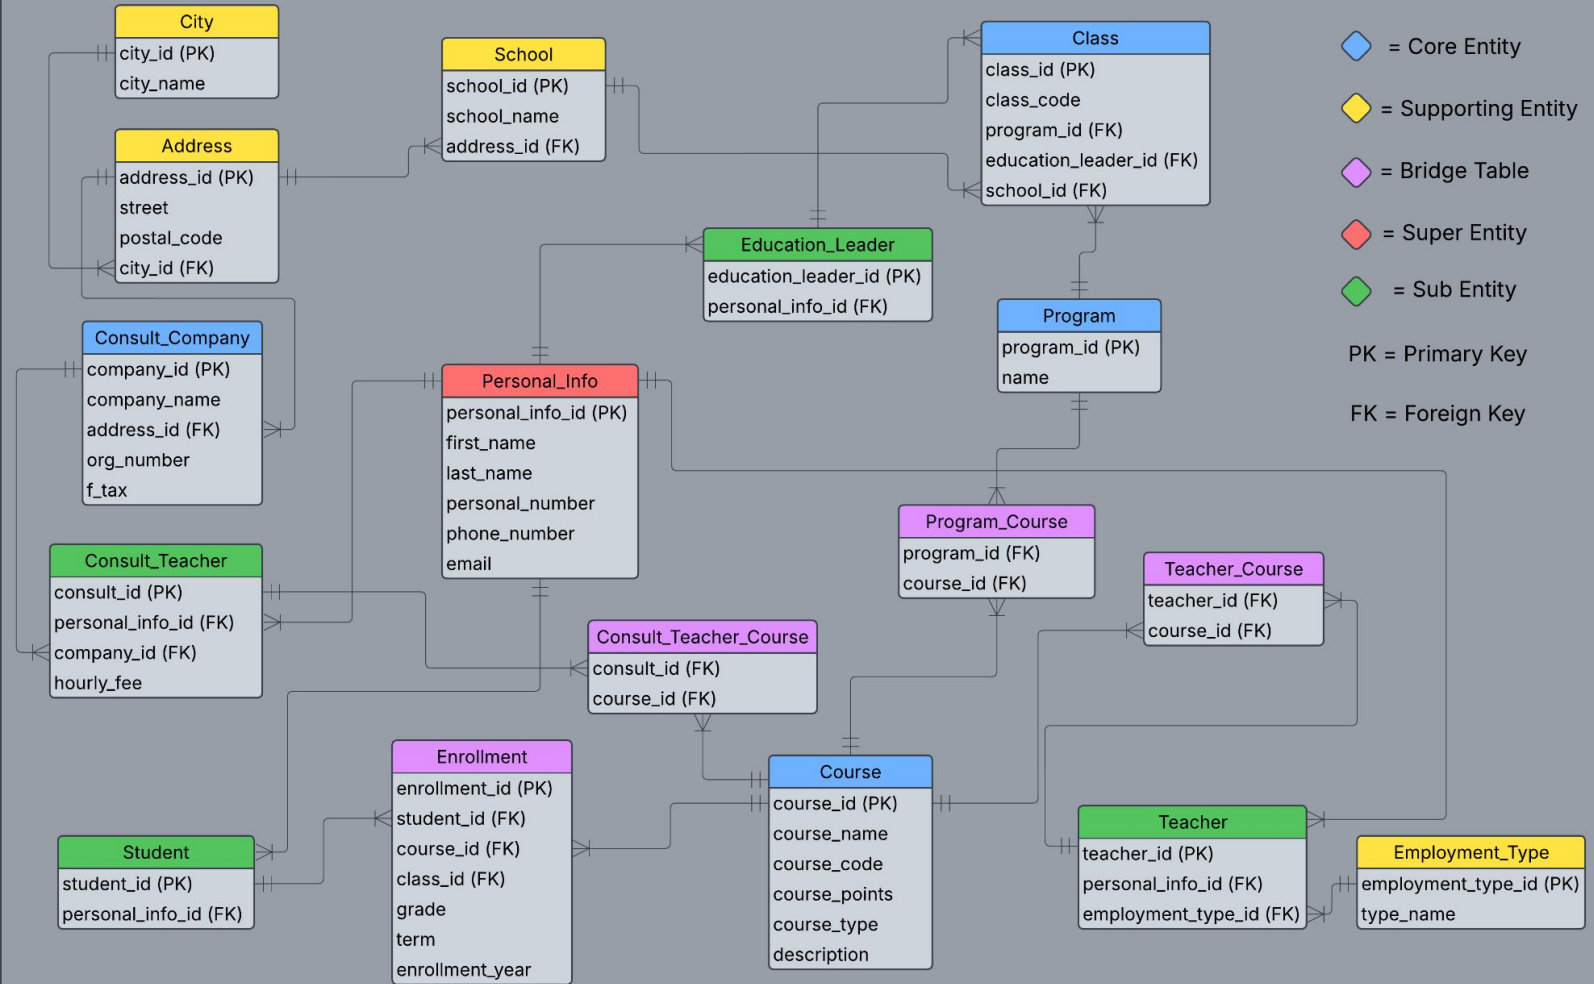 City
city_id (PK)
city_name
Address
address_id (PK)
street
postal_code
city_id (FK)
School
school_id (PK)
school_name
address_id (FK)
Class
class_id (PK)
class_code
program_id (FK)
education_leader_id (FK)
school_id (FK)
= Core Entity
= Supporting Entity
= Bridge Table
= Super Entity
= Sub Entity
PK = Primary Key
FK = Foreign Key
Education_Leader
education_leader_id (PK)
personal_info_id (FK)
Program
program_id (PK)
name
Consult_Company
company_id (PK)
company_name
address_id (FK)
org_number
f_tax
Personal_Info
personal_info_id (PK)
first_name
last_name
personal_number
phone_number
email
Program_Course
program_id (FK)
course_id (FK)
Teacher_Course
teacher_id (FK)
course_id (FK)
Consult_Teacher
consult_id (PK)
personal_info_id (FK)
company_id (FK)
hourly_fee
Consult_Teacher_Course
consult_id (FK)
course_id (FK)
Enrollment
enrollment_id (PK)
student_id (FK)
course_id (FK)
class_id (FK)
grade
term
enrollment_year
Course
course_id (PK)
course_name
course_code
course_points
course_type
description
Student
student_id (PK)
personal_info_id (FK)
Teacher
teacher_id (PK)
personal_info_id (FK)
employment_type_id (FK)
Employment_Type
employment_type_id (PK)
type_name